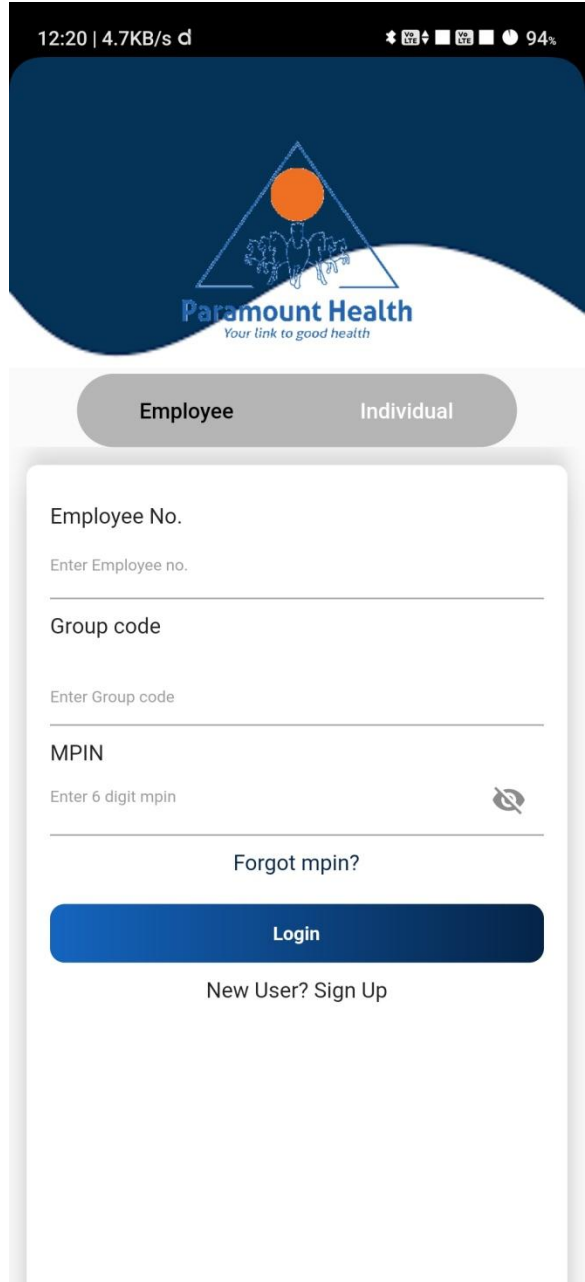 12:20 | 4.7KB/s d 94%
Paramount Health
Your link to good health
Employee Individual
Employee No.
Enter Employee no.
Group code
Enter Group code
MPIN
Enter 6 digit mpin
Forgot mpin?
Login
New User? Sign Up